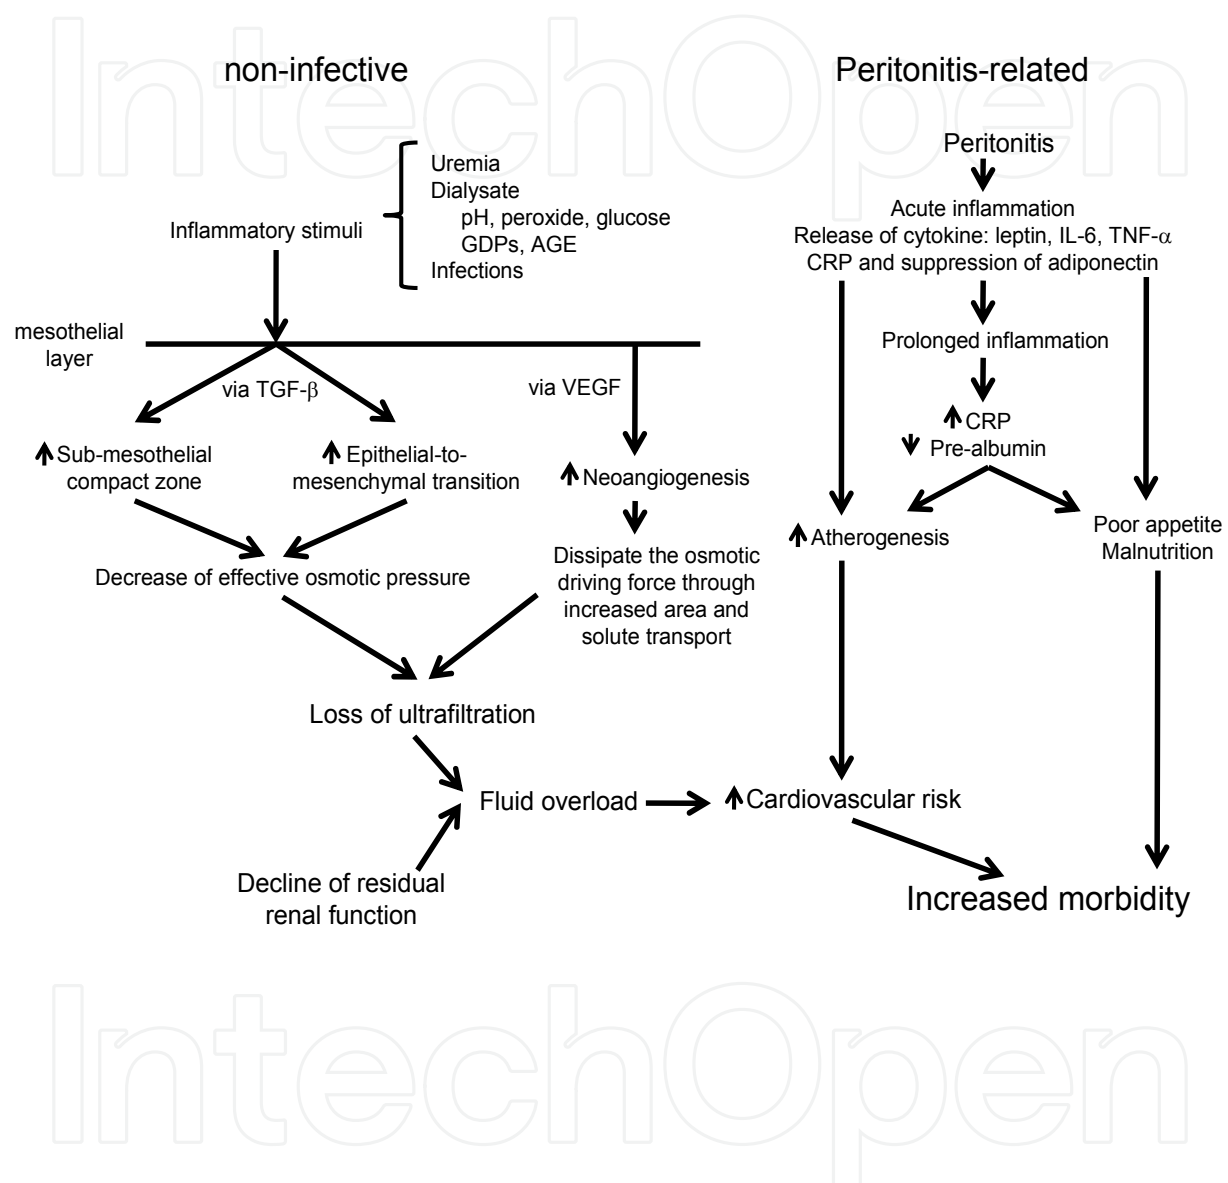 IntechOpen
non-infective
Inflammatory stimuli
Uremia
Dialysate
pH, peroxide, glucose
GDPs, AGE
Infections
mesothelial
layer
via TGF-β
via VEGF
Sub-mesothelial
compact zone
Epithelial-to-
mesenchymal transition
Neoangiogenesis
Decrease of effective osmotic pressure
Dissipate the osmotic
driving force through
increased area and
solute transport
Loss of ultrafiltration
Fluid overload
Decline of residual
renal function
Peritonitis-related
Peritonitis
Acute inflammation
Release of cytokine: leptin, IL-6, TNF-α
CRP and suppression of adiponectin
Prolonged inflammation
CRP
Pre-albumin
Atherogenesis
Poor appetite
Malnutrition
Cardiovascular risk
Increased morbidity
IntechOpen